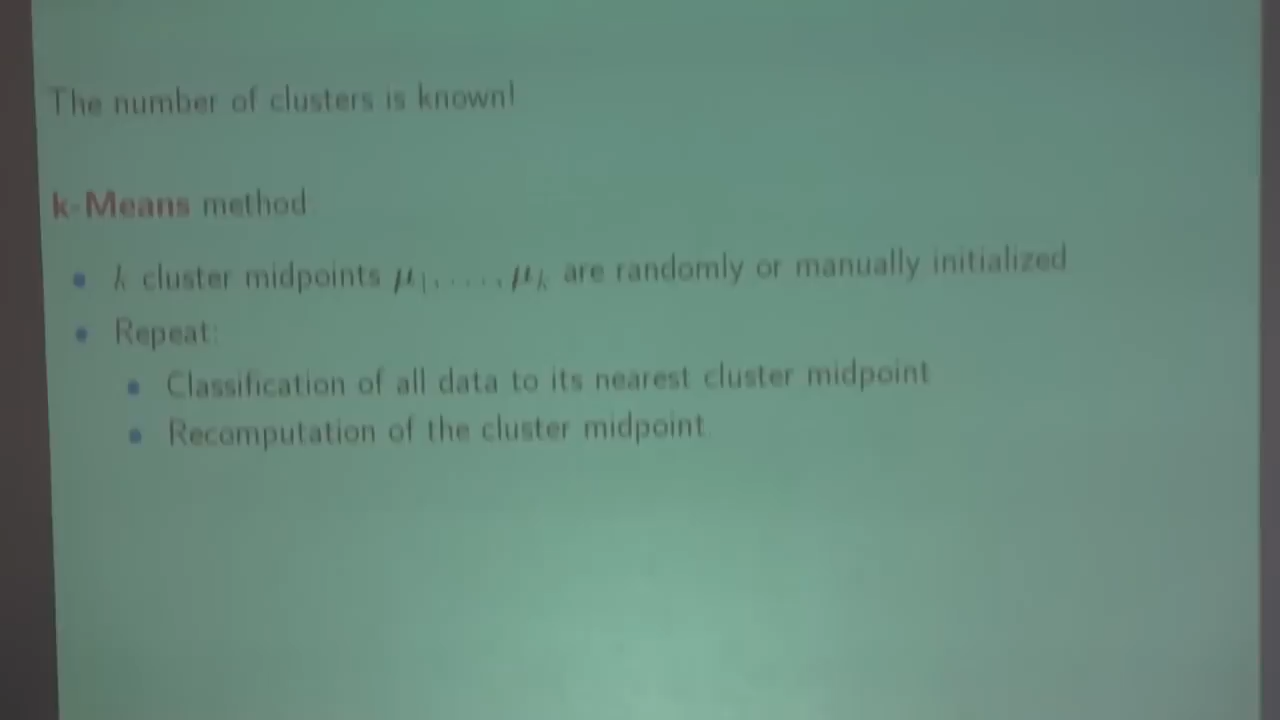 The number of clusters is known!
k-Means method
k cluster midpoints μ1, . . . , μk are randomly or manually initialized
Repeat:
Classification of all data to its nearest cluster midpoint
Recomputation of the cluster midpoint